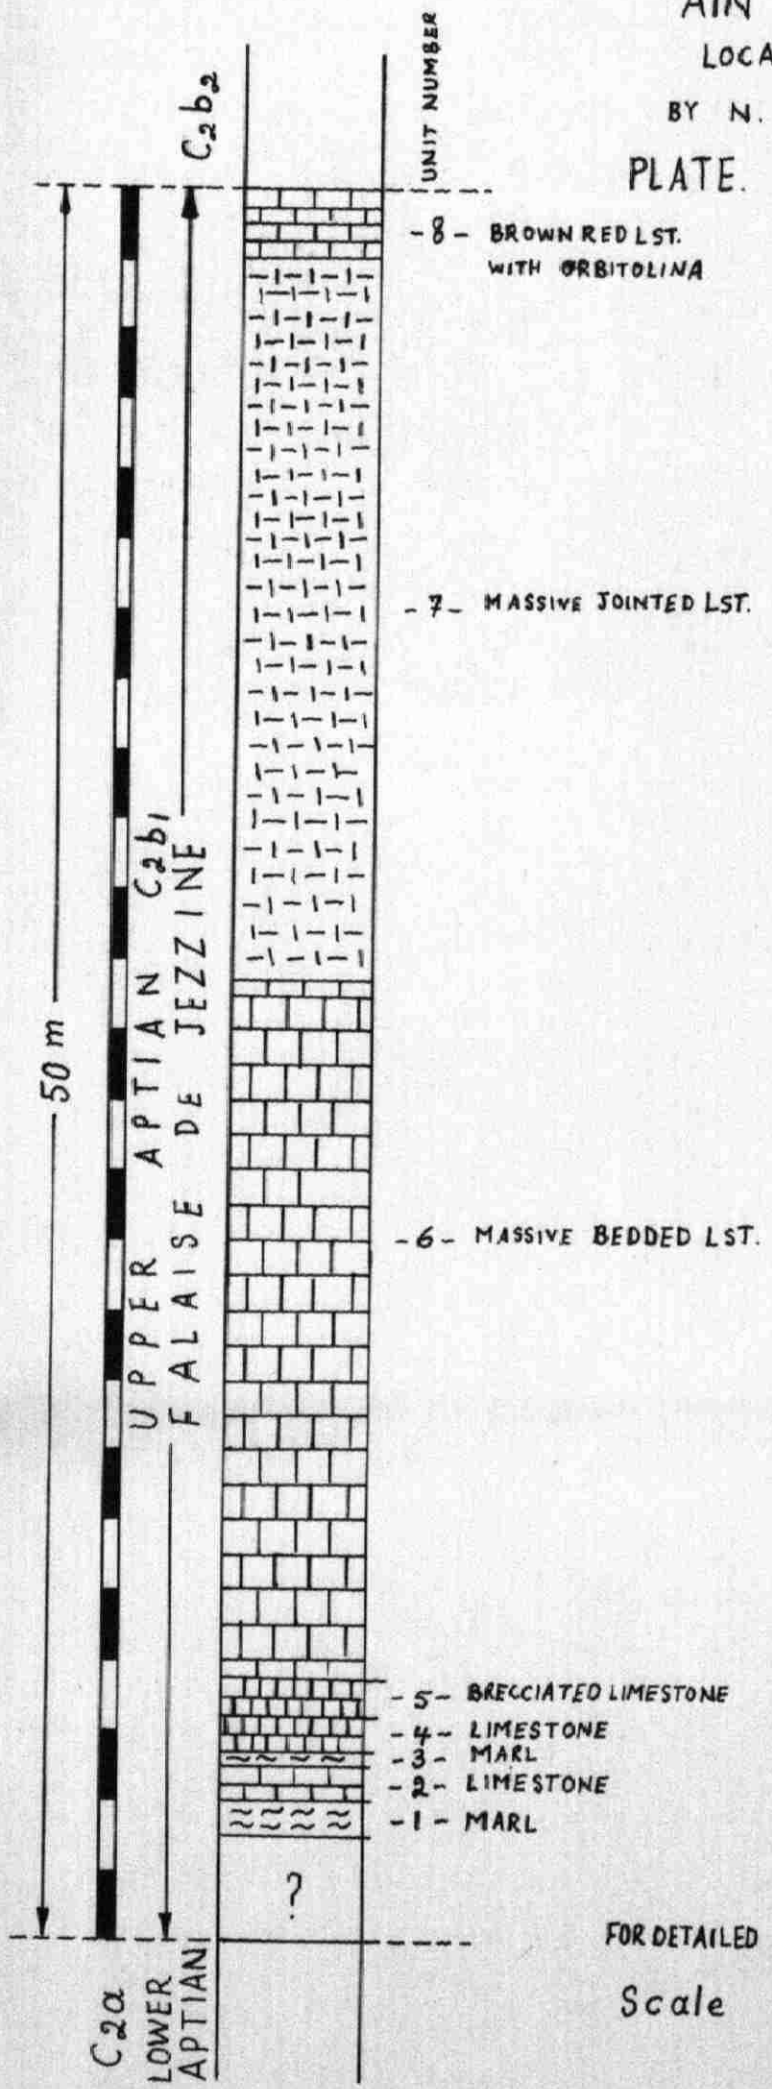 AIN
LOCA
BY N.
PLATE.
UNIT NUMBER
C2b2
-8- BROWN RED LST.
WITH ORBITOLINA
-7- MASSIVE JOINTED LST.
50 m
UPPER APTIAN C2b1
FALAISE DE JEZZINE
-6- MASSIVE BEDDED LST.
-5- BRECCIATED LIMESTONE
-4- LIMESTONE
-3- MARL
-2- LIMESTONE
-1- MARL
?
FOR DETAILED
Scale
C2a
LOWER
APTIAN